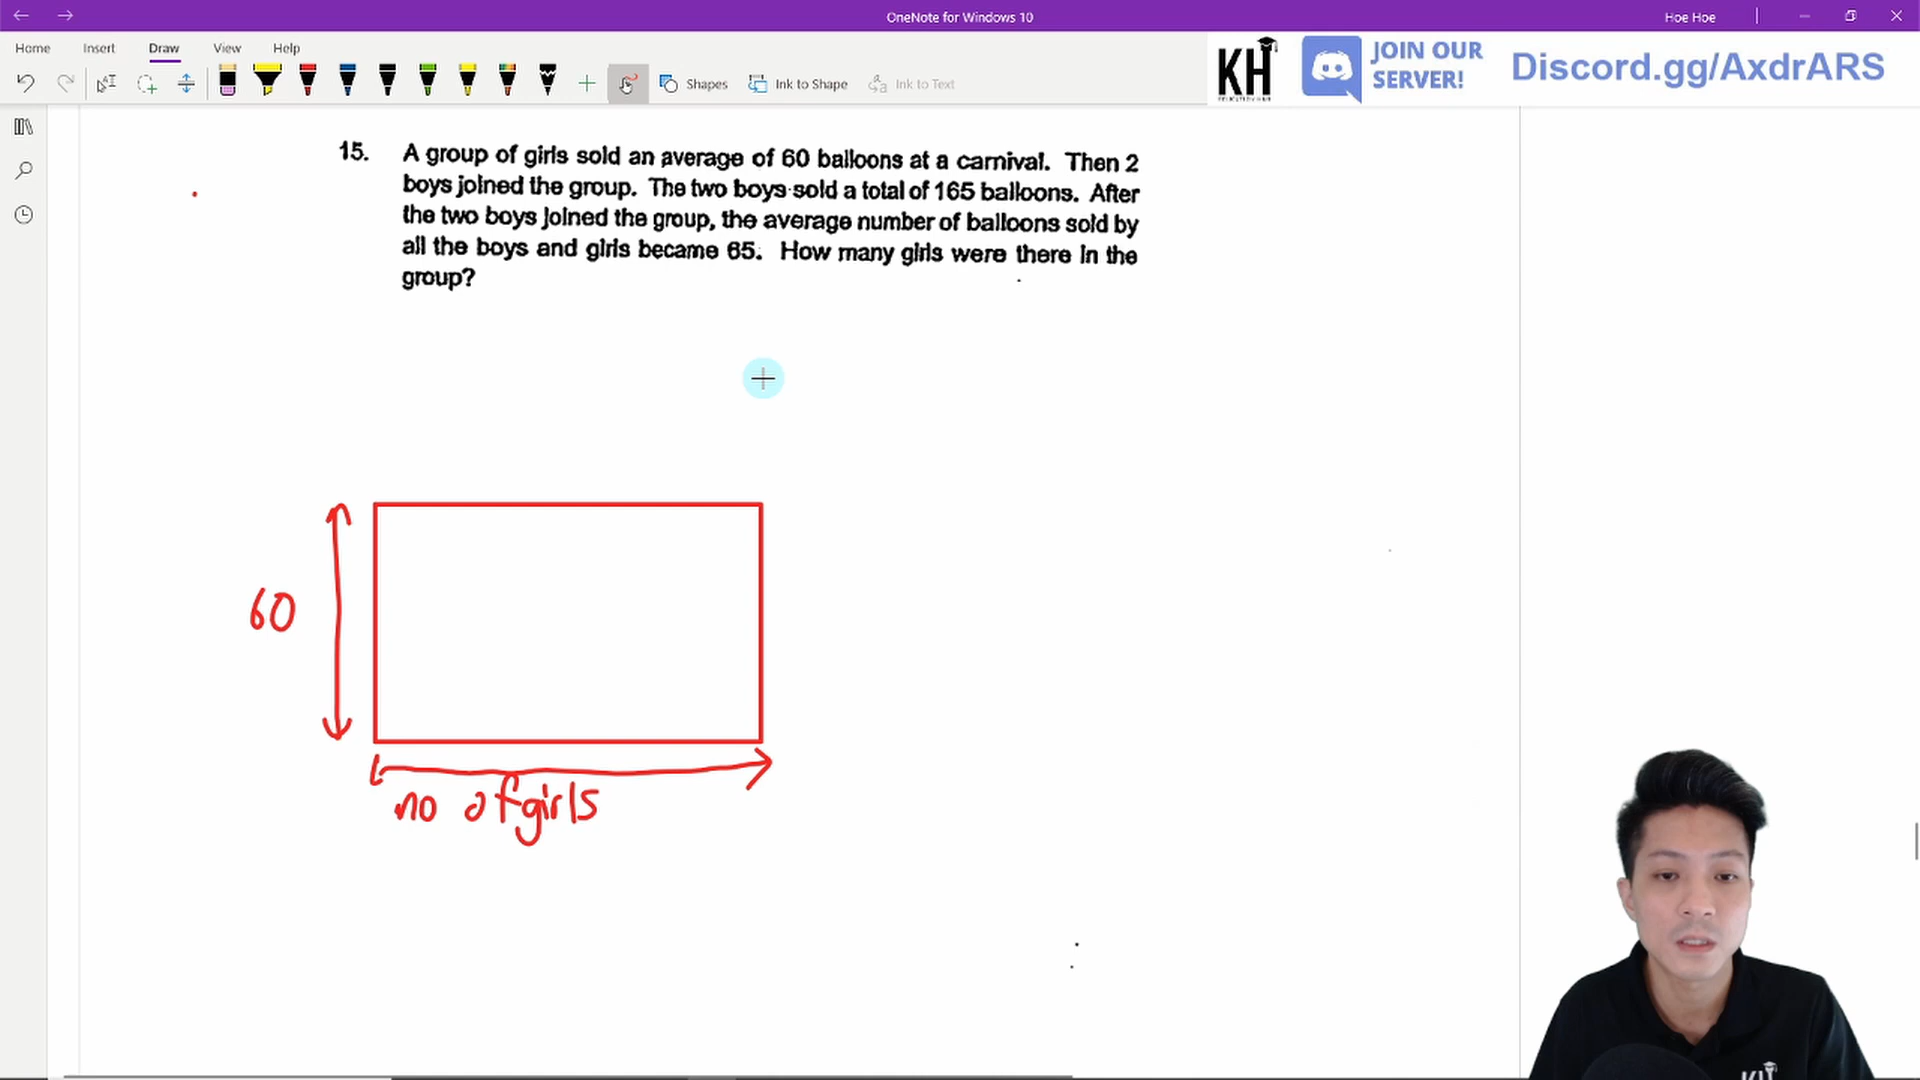 OneNote for Windows 10
Hoe Hoe
Home Insert Draw View Help
Shapes
Ink to Shape
Ink to Text
KH
JOIN OUR
SERVER!
Discord.gg/AxdrARS
15. A group of girls sold an average of 60 balloons at a carnival. Then 2
boys joined the group. The two boys sold a total of 165 balloons. After
the two boys joined the group, the average number of balloons sold by
all the boys and girls became 65. How many girls were there in the
group?
60
no of girls
KH